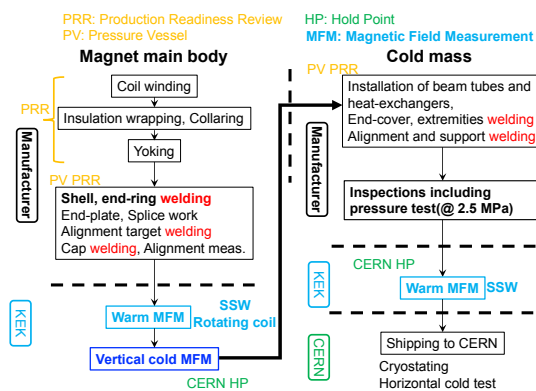 PRR: Production Readiness Review
PV: Pressure Vessel
HP: Hold Point
MFM: Magnetic Field Measurement
Magnet main body
PRR
Manufacturer
Coil winding
Insulation wrapping, Collaring
Yoking
PV PRR
Shell, end-ring welding
End-plate, Splice work
Alignment target welding
Cap welding, Alignment meas.
KEK
Warm MFM
SSW
Rotating coil
Vertical cold MFM
CERN HP
Cold mass
PV PRR
Manufacturer
Installation of beam tubes and
heat-exchangers,
End-cover, extremities welding
Alignment and support welding
Inspections including
pressure test(@ 2.5 MPa)
CERN HP
KEK
Warm MFM
SSW
CERN
Shipping to CERN
Cryostating
Horizontal cold test